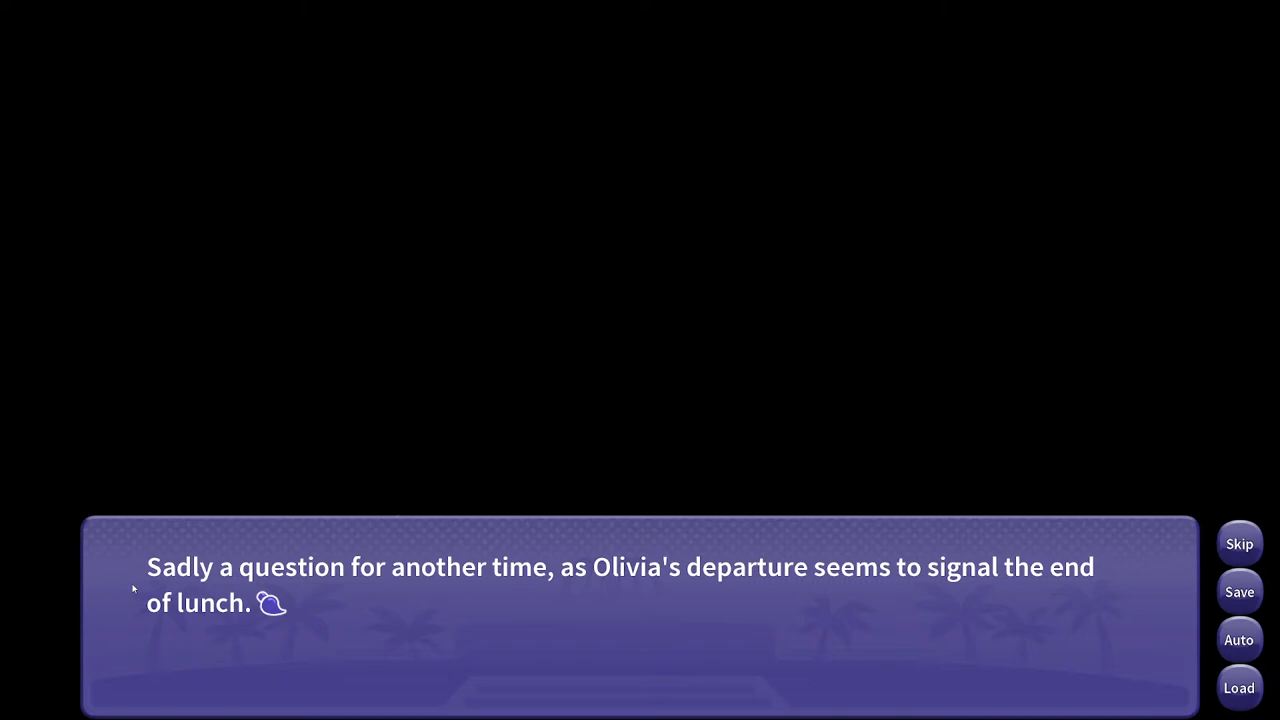 Sadly a question for another time, as Olivia's departure seems to signal the end
of lunch.
Skip
Save
Auto
Load